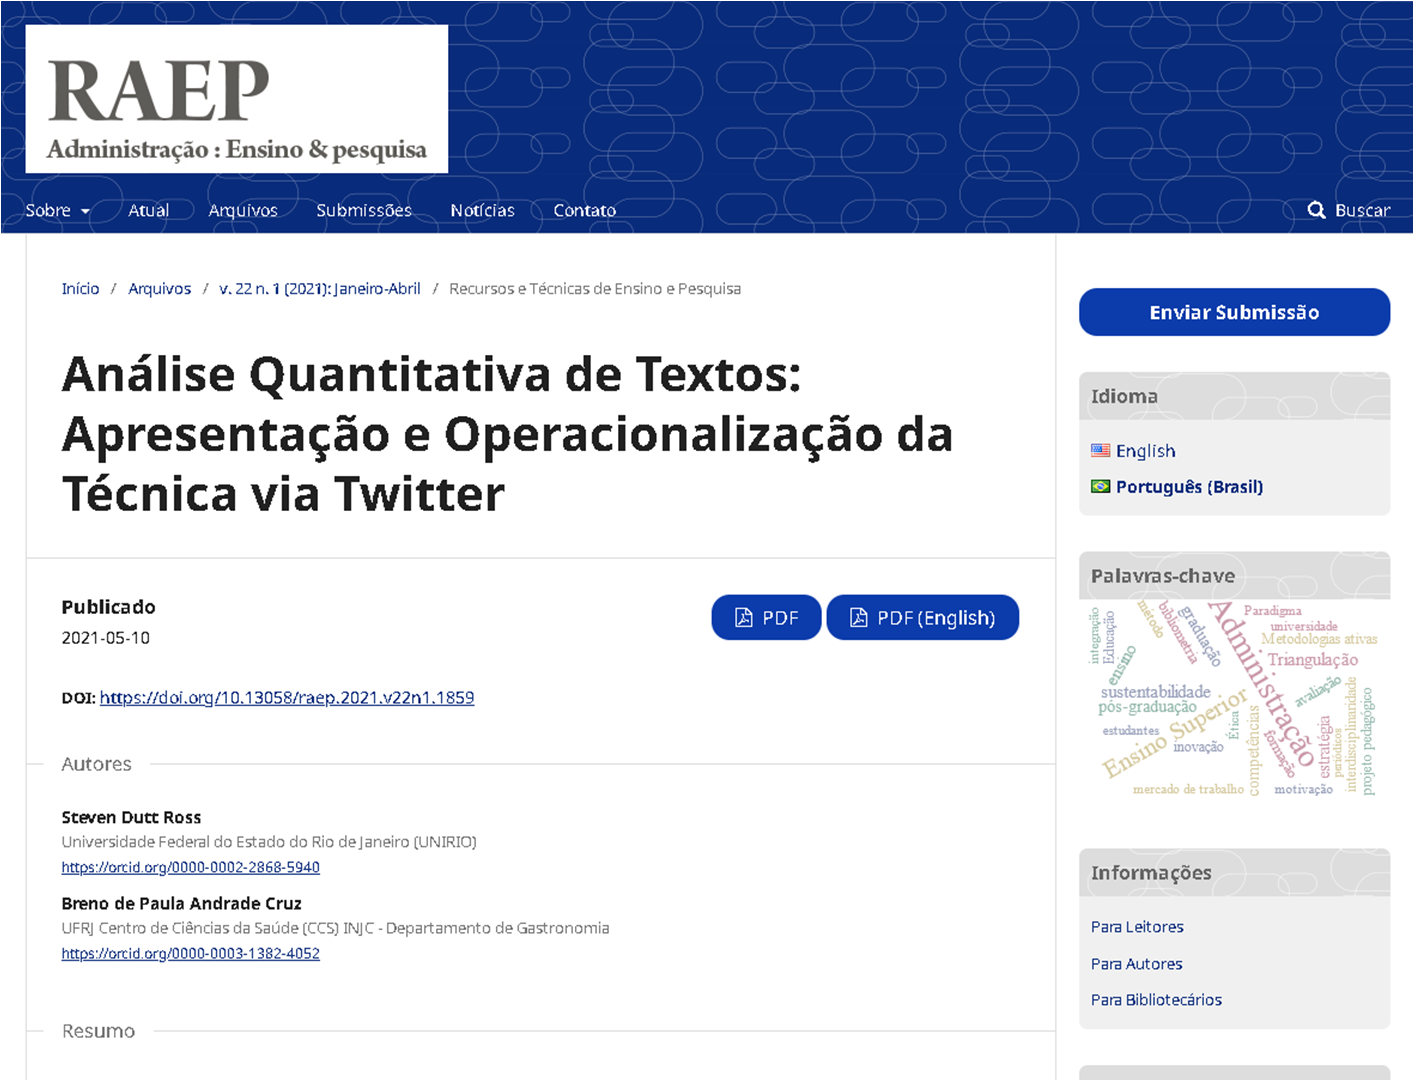 RAEP
Administração : Ensino & pesquisa
Sobre
Atual
Arquivos
Submissões
Notícias
Contato
Buscar
Início / Arquivos / v. 22 n. 1 (2021): Janeiro-Abril / Recursos e Técnicas de Ensino e Pesquisa
Análise Quantitativa de Textos:
Apresentação e Operacionalização da
Técnica via Twitter
Publicado
2021-05-10
PDF
PDF (English)
DOI: https://doi.org/10.13058/raep.2021.v22n1.1859
Autores
Steven Dutt Ross
Universidade Federal do Estado do Rio de Janeiro (UNIRIO)
https://orcid.org/0000-0002-2868-5940
Breno de Paula Andrade Cruz
UFRJ Centro de Ciências da Saúde (CCS) INJC - Departamento de Gastronomia
https://orcid.org/0000-0003-1382-4052
Resumo
Enviar Submissão
Idioma
English
Português (Brasil)
Palavras-chave
integração
Educação
método
bibliometria
graduação
Administração
Paradigma
universidade
Metodologias ativas
Triangulação
ensino
avaliação
sustentabilidade
pós-graduação
estudantes
Ensino Superior
inovação
Ética
competências
formação
estratégia
periódicos
interdisciplinaridade
projeto pedagógico
mercado de trabalho
motivação
Informações
Para Leitores
Para Autores
Para Bibliotecários